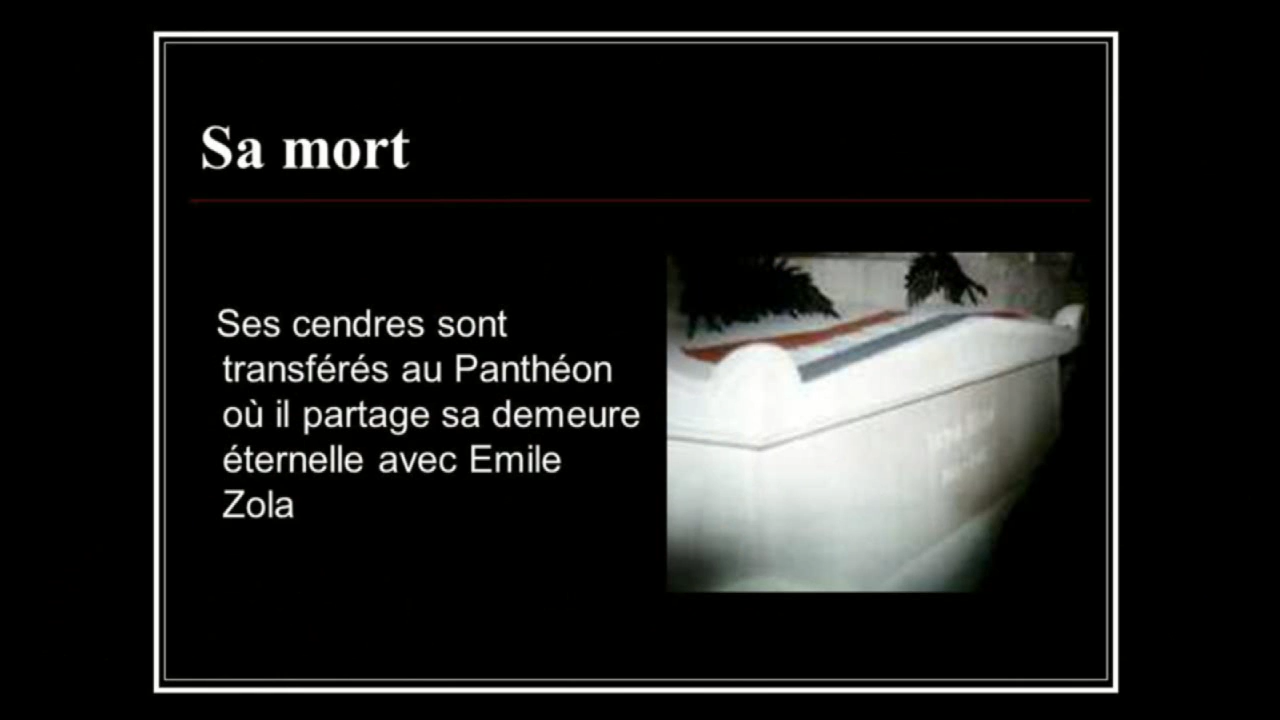 Sa mort
Ses cendres sont
transférés au Panthéon
où il partage sa demeure
éternelle avec Emile
Zola